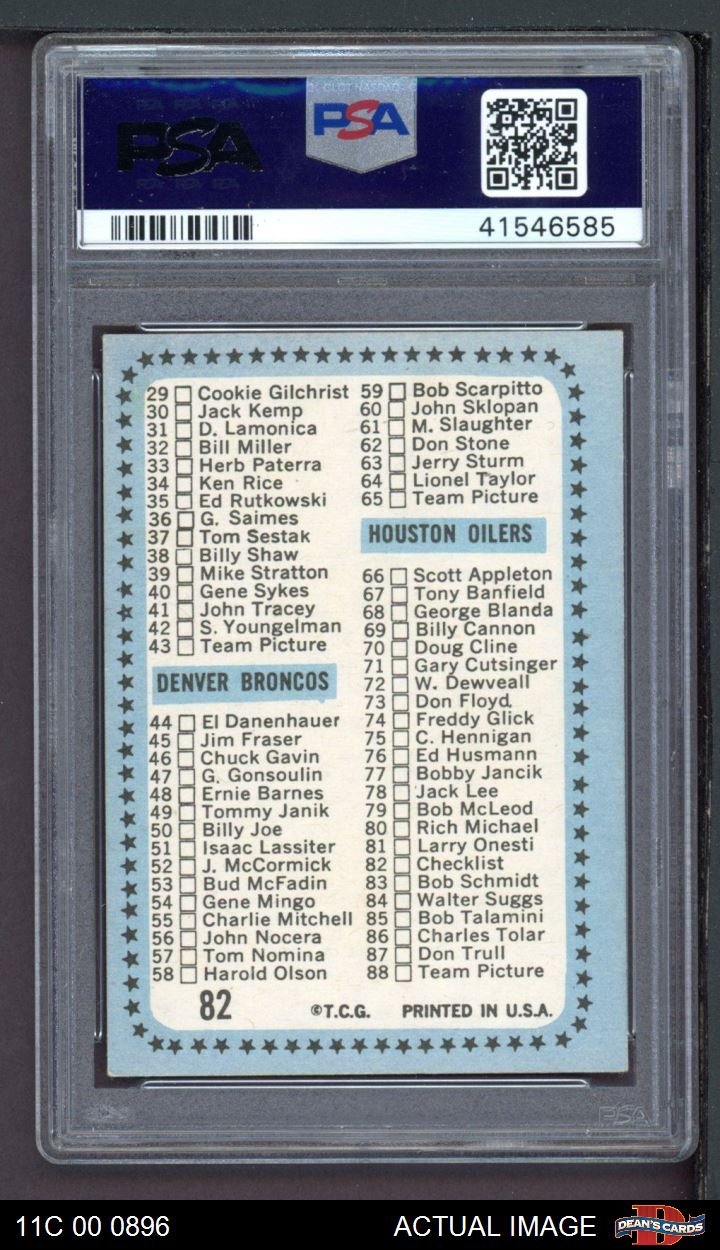 PSA
PSA
41546585
29 Cookie Gilchrist
30 Jack Kemp
31 D. Lamonica
32 Bill Miller
33 Herb Paterra
34 Ken Rice
35 Ed Rutkowski
36 G. Saimes
37 Tom Sestak
38 Billy Shaw
39 Mike Stratton
40 Gene Sykes
41 John Tracey
42 S. Youngelman
43 Team Picture
DENVER BRONCOS
44 El Danenhauer
45 Jim Fraser
46 Chuck Gavin
47 G. Gonsoulin
48 Ernie Barnes
49 Tommy Janik
50 Billy Joe
51 Isaac Lassiter
52 J. McCormick
53 Bud McFadin
54 Gene Mingo
55 Charlie Mitchell
56 John Nocera
57 Tom Nomina
58 Harold Olson
59 Bob Scarpitto
60 John Sklopan
61 M. Slaughter
62 Don Stone
63 Jerry Sturm
64 Lionel Taylor
65 Team Picture
HOUSTON OILERS
66 Scott Appleton
67 Tony Banfield
68 George Blanda
69 Billy Cannon
70 Doug Cline
71 Gary Cutsinger
72 W. Dewveall
73 Don Floyd
74 Freddy Glick
75 C. Hennigan
76 Ed Husmann
77 Bobby Jancik
78 Jack Lee
79 Bob McLeod
80 Rich Michael
81 Larry Onesti
82 Checklist
83 Bob Schmidt
84 Walter Suggs
85 Bob Talamini
86 Charles Tolar
87 Don Trull
88 Team Picture
82 ©T.C.G. PRINTED IN U.S.A.
PSA
11C 00 0896 ACTUAL IMAGE DEAN'S CARDS